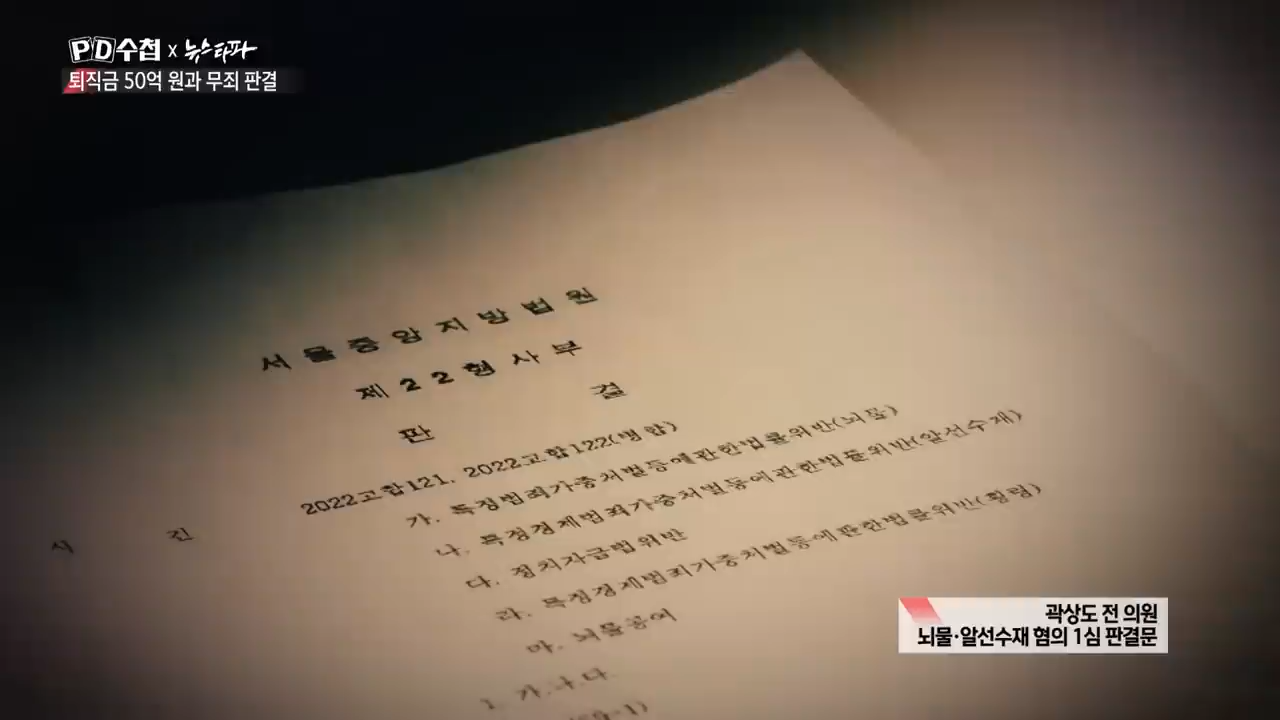 PD수첩 x 뉴스타파
퇴직금 50억 원과 무죄 판결
서울중앙지방법원
제22형사부
판 결
사 건 2022고합121, 2022고합122(병합)
가. 특정범죄가중처벌등에관한법률위반(뇌물)
나. 특정경제범죄가중처벌등에관한법률위반(알선수재)
다. 정치자금법위반
라. 특정경제범죄가중처벌등에관한법률위반(횡령)
마. 뇌물공여
1. 가.나.다.
곽상도 전 의원
뇌물·알선수재 혐의 1심 판결문